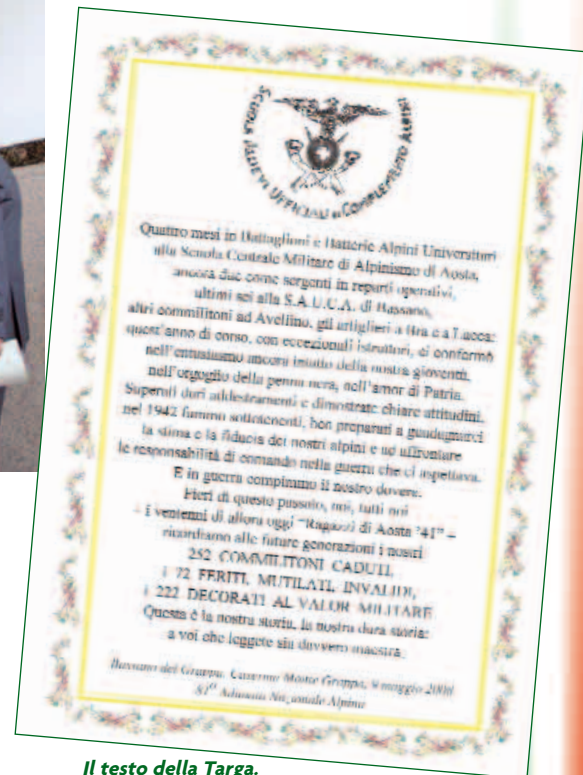 SCUOLA ALLIEVI UFFICIALI di COMPLEMENTO ALPINI
Quattro mesi in Battaglioni e Batterie Alpini Universitari
alla Scuola Centrale Militare di Alpinismo di Aosta,
ancora due come sergenti in reparti operativi,
ultimi sei alla S.A.U.C.A. di Bassano,
altri commilitoni ad Avellino, gli artiglieri a Bra e a Lucca:
quest'anno di corso, con eccezionali istruttori, ci conformò
nell'entusiasmo ancora intatto della nostra gioventù,
nell'orgoglio della penna nera, nell'amor di Patria.
Superati duri addestramenti e dimostrate chiare attitudini,
nel 1942 fummo sottotenenti, ben preparati a guadagnarci
la stima e la fiducia dei nostri alpini e ad affrontare
le responsabilità di comando nella guerra che ci aspettava.
E in guerra compimmo il nostro dovere.
Fieri di questo passato, noi, tutti noi
– i ventenni di allora oggi "Ragazzi di Aosta '41" –
ricordiamo alle future generazioni i nostri
252 COMMILITONI CADUTI,
i 72 FERITI, MUTILATI, INVALIDI,
i 222 DECORATI AL VALOR MILITARE
Questa è la nostra storia, la nostra dura storia:
a voi che leggete sia davvero maestra.
Bassano del Grappa, Caserma Monte Grappa, 9 maggio 2008
81ª Adunata Nazionale Alpina
Il testo della Targa.